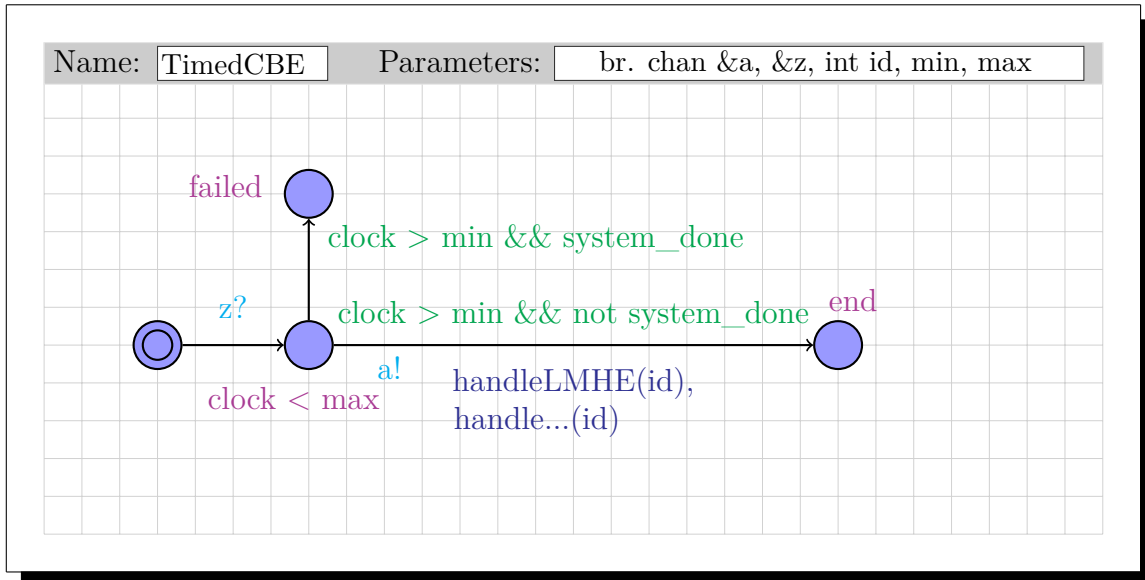 Name: TimedCBE Parameters: br. chan &a, &z, int id, min, max
failed
clock > min && system_done
z?
clock > min && not system_done
end
a!
clock < max
handleLMHE(id),
handle...(id)